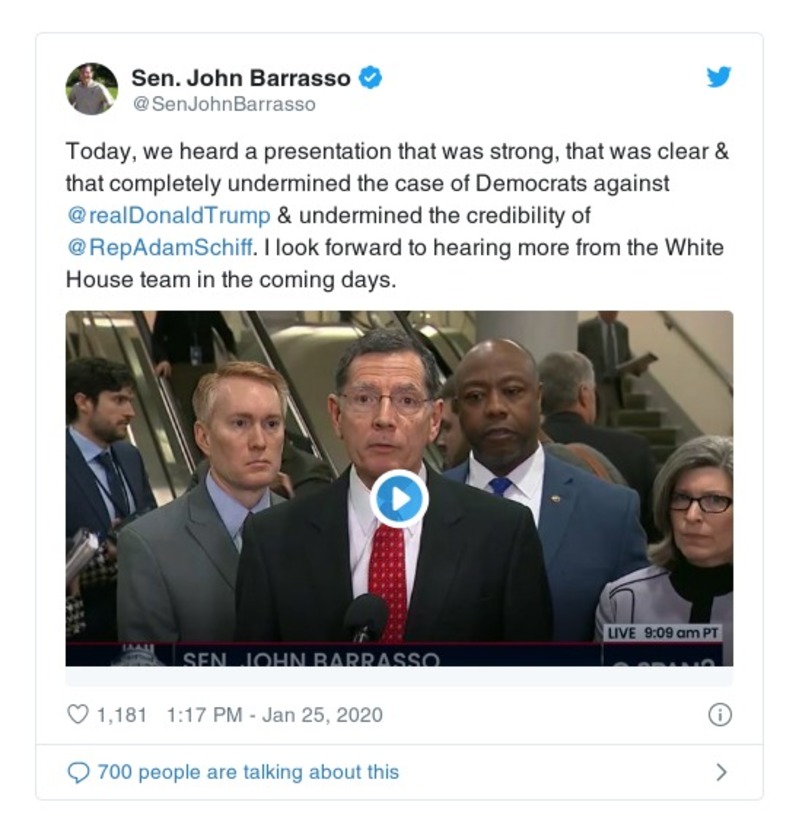 Sen. John Barrasso
@SenJohnBarrasso
Today, we heard a presentation that was strong, that was clear &
that completely undermined the case of Democrats against
@realDonaldTrump & undermined the credibility of
@RepAdamSchiff. I look forward to hearing more from the White
House team in the coming days.
LIVE 9:09 am PT
SEN. JOHN BARRASSO
C-SPAN2
1,181 1:17 PM - Jan 25, 2020
700 people are talking about this